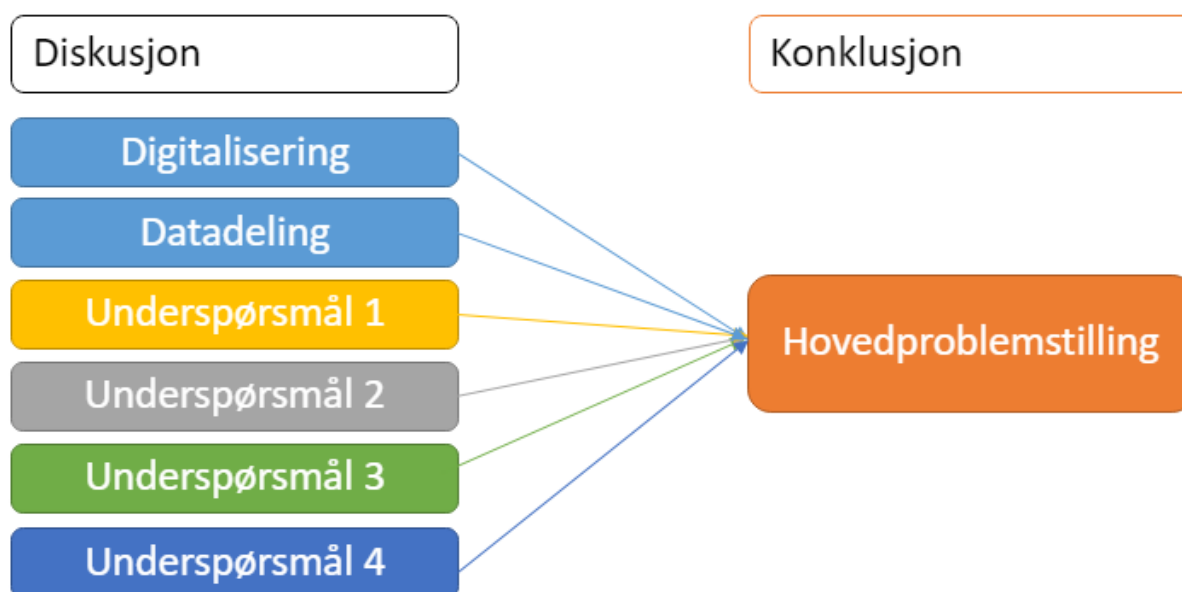 Diskusjon
Konklusjon
Digitalisering
Datadeling
Underspørsmål 1
Underspørsmål 2
Underspørsmål 3
Underspørsmål 4
Hovedproblemstilling